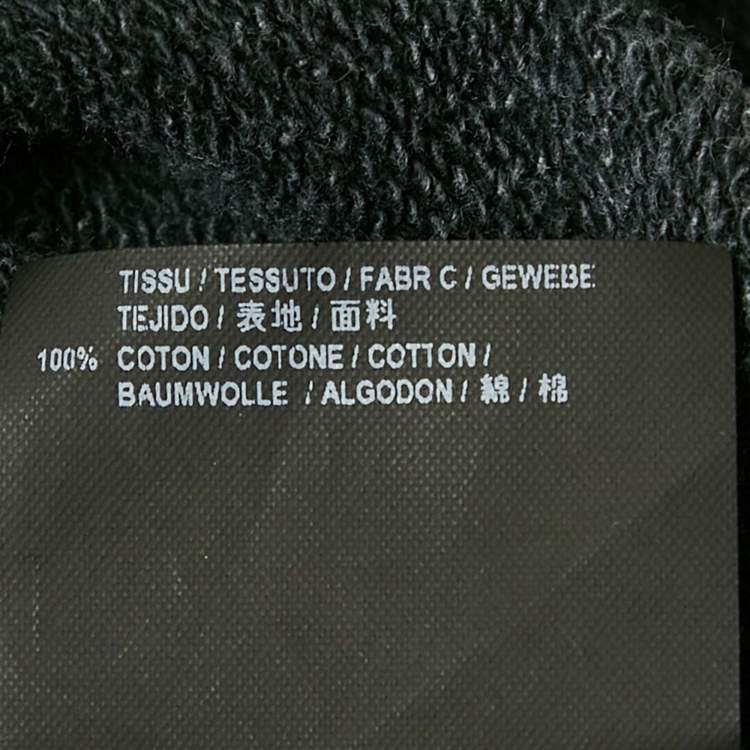 TISSU / TESSUTO / FABR C / GEWEBE
TEJIDO / 表地 / 面料
100% COTON / COTONE / COTTON /
BAUMWOLLE / ALGODON / 綿 / 棉